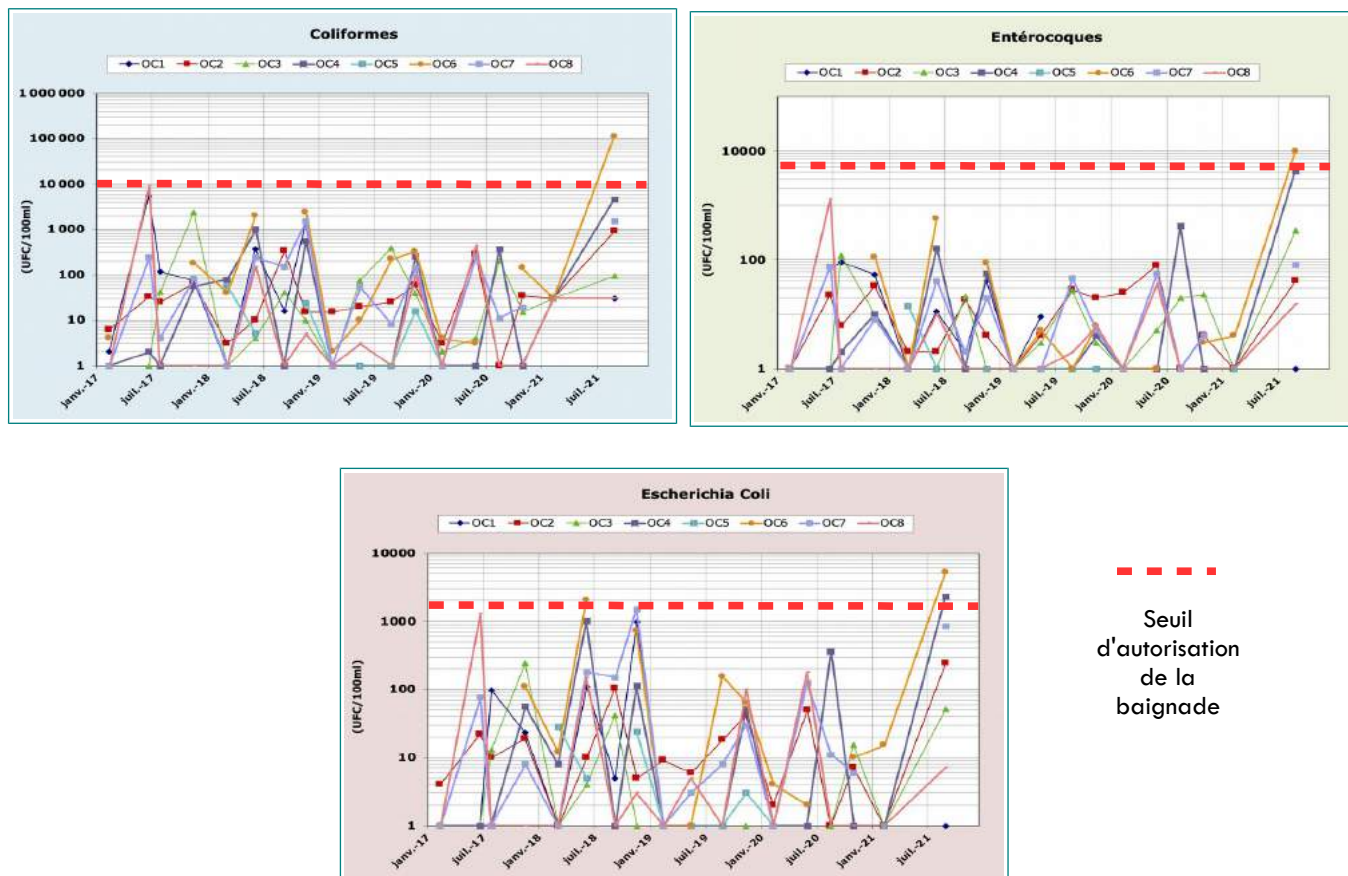 Coliformes
OC1 OC2 OC3 OC4 OC5 OC6 OC7 OC8
(UFC/100ml)
1 000 000
100 000
10 000
1 000
100
10
1
janv.-17 juil.-17 janv.-18 juil.-18 janv.-19 juil.-19 janv.-20 juil.-20 janv.-21 juil.-21
Entérocoques
OC1 OC2 OC3 OC4 OC5 OC6 OC7 OC8
(UFC/100ml)
10000
100
1
janv.-17 juil.-17 janv.-18 juil.-18 janv.-19 juil.-19 janv.-20 juil.-20 janv.-21 juil.-21
Escherichia Coli
OC1 OC2 OC3 OC4 OC5 OC6 OC7 OC8
(UFC/100ml)
10000
1000
100
10
1
janv.-17 juil.-17 janv.-18 juil.-18 janv.-19 juil.-19 janv.-20 juil.-20 janv.-21 juil.-21
Seuil
d'autorisation
de la
baignade